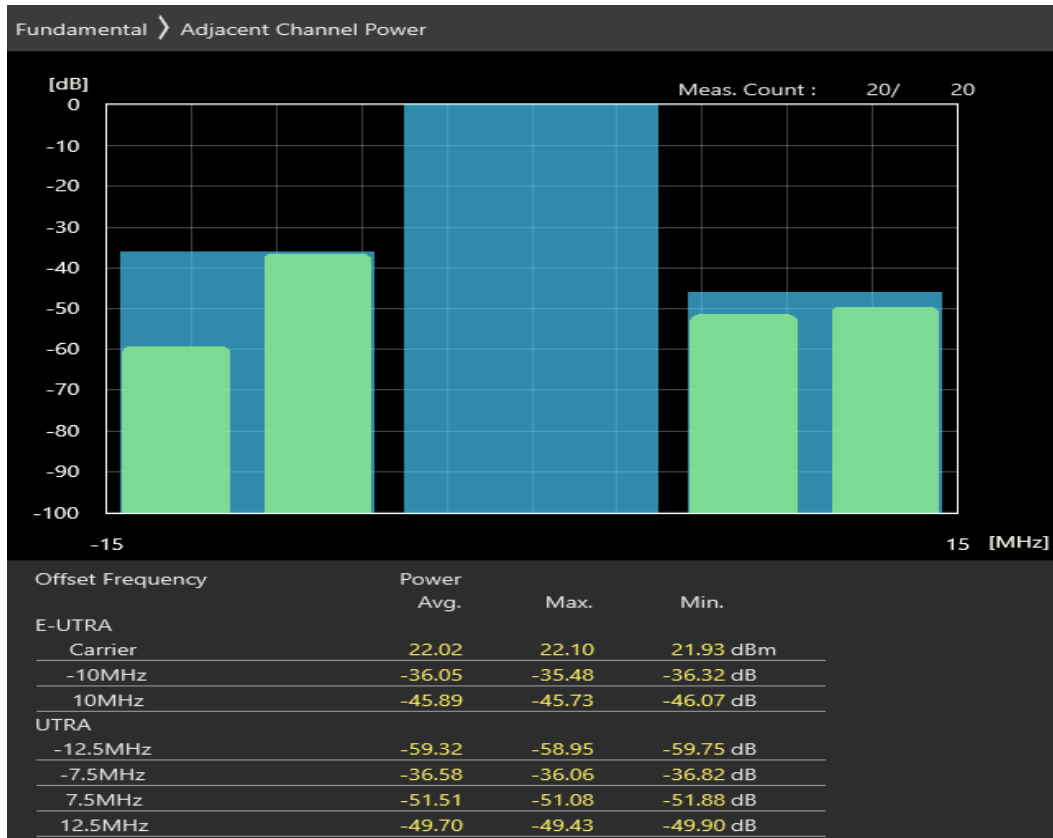 Fundamental ❯ Adjacent Channel Power
[dB]
Meas. Count : 20/ 20
0
-10
-20
-30
-40
-50
-60
-70
-80
-90
-100
-15 15 [MHz]
Offset Frequency Power
Avg. Max. Min.
E-UTRA
Carrier 22.02 22.10 21.93 dBm
-10MHz -36.05 -35.48 -36.32 dB
10MHz -45.89 -45.73 -46.07 dB
UTRA
-12.5MHz -59.32 -58.95 -59.75 dB
-7.5MHz -36.58 -36.06 -36.82 dB
7.5MHz -51.51 -51.08 -51.88 dB
12.5MHz -49.70 -49.43 -49.90 dB